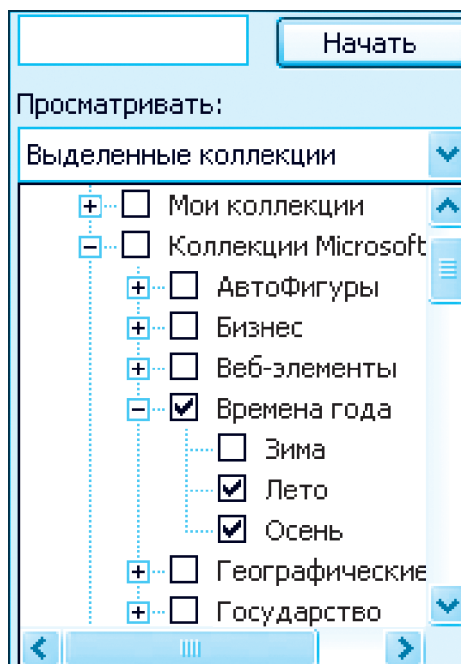 Начать
Просматривать:
Выделенные коллекции
Мои коллекции
Коллекции Microsoft
АвтоФигуры
Бизнес
Веб-элементы
Времена года
Зима
Лето
Осень
Географические
Государство